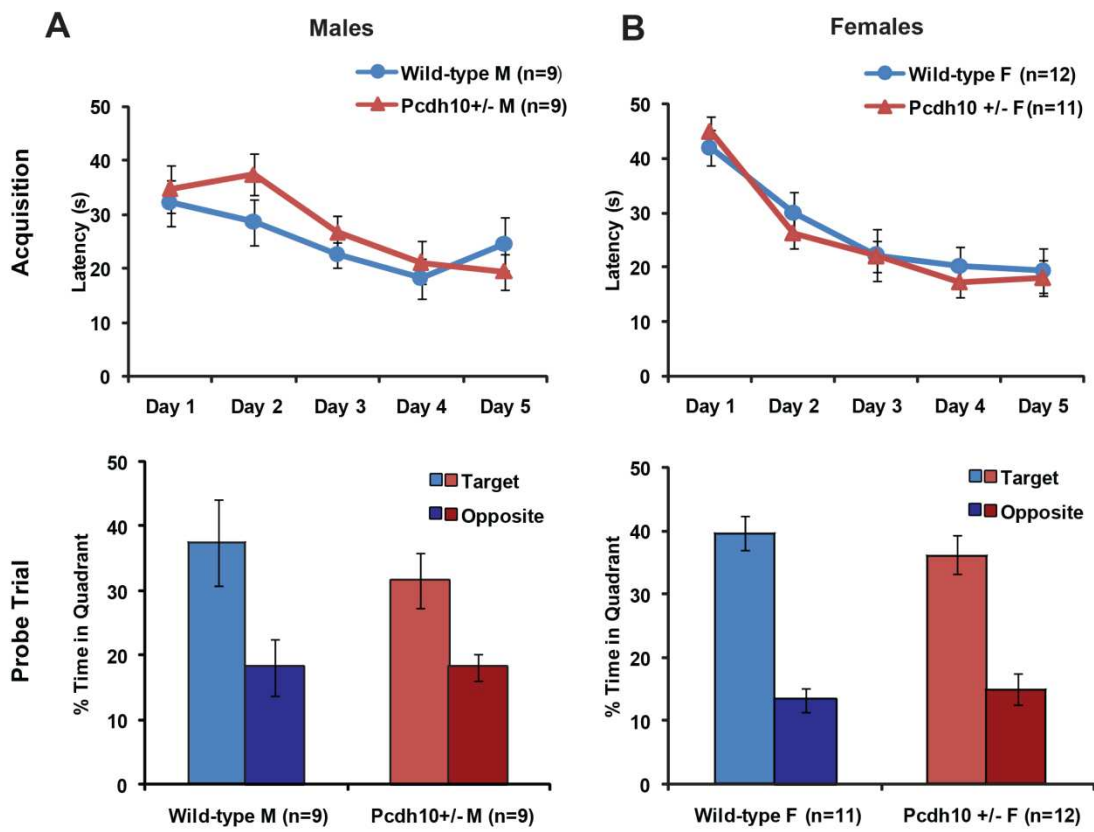 A
Males
Wild-type M (n=9)
Pcdh10+/- M (n=9)
Acquisition
Latency (s)
50
40
30
20
10
0
Day 1 Day 2 Day 3 Day 4 Day 5
B
Females
Wild-type F (n=12)
Pcdh10 +/- F(n=11)
Latency (s)
50
40
30
20
10
0
Day 1 Day 2 Day 3 Day 4 Day 5
Probe Trial
% Time in Quadrant
50
40
30
20
10
0
Target
Opposite
Wild-type M (n=9) Pcdh10+/- M (n=9)
% Time in Quadrant
50
40
30
20
10
0
Target
Opposite
Wild-type F (n=11) Pcdh10 +/- F (n=12)